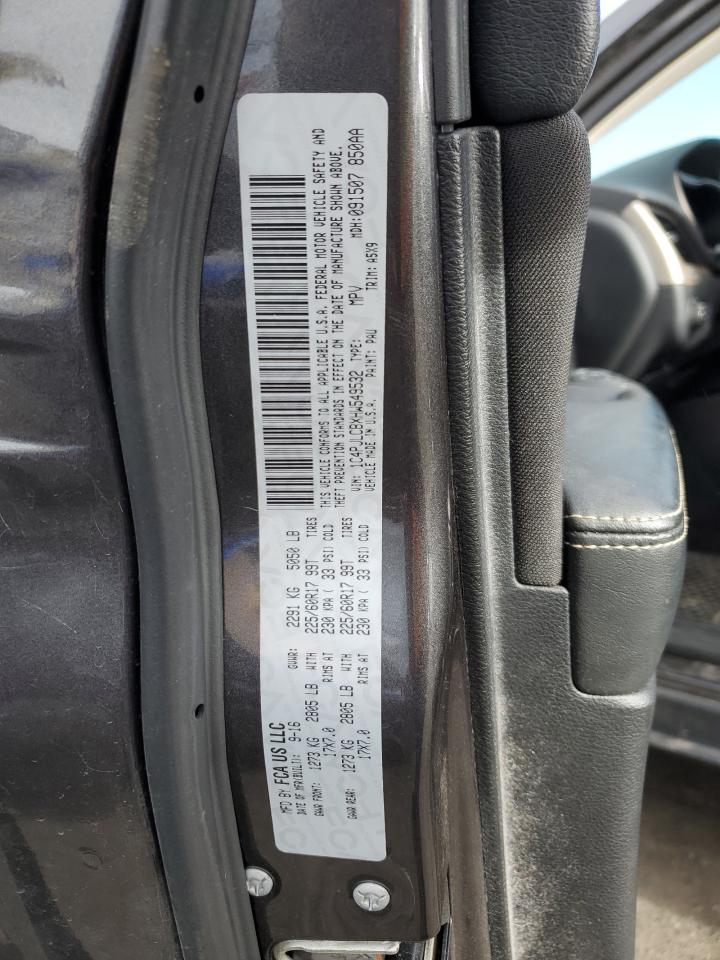 MFD BY FCA US LLC
DATE OF MFR(BUILT): 9-16 GVWR: 2291 KG 5050 LB
GAWR FRONT: 1273 KG 2805 LB WITH 225/60R17 99T TIRES
17X7.0 RIMS AT 230 KPA ( 33 PSI) COLD
GAWR REAR: 1273 KG 2805 LB WITH 225/60R17 99T TIRES
17X7.0 RIMS AT 230 KPA ( 33 PSI) COLD
THIS VEHICLE CONFORMS TO ALL APPLICABLE U.S.A. FEDERAL MOTOR VEHICLE SAFETY AND
THEFT PREVENTION STANDARDS IN EFFECT ON THE DATE OF MANUFACTURE SHOWN ABOVE.
VIN: 1C4PJLCBXHW549532 TYPE: MPV MDH:091507 850AA
VEHICLE MADE IN U.S.A. PAINT: PAU TRIM: A5X9